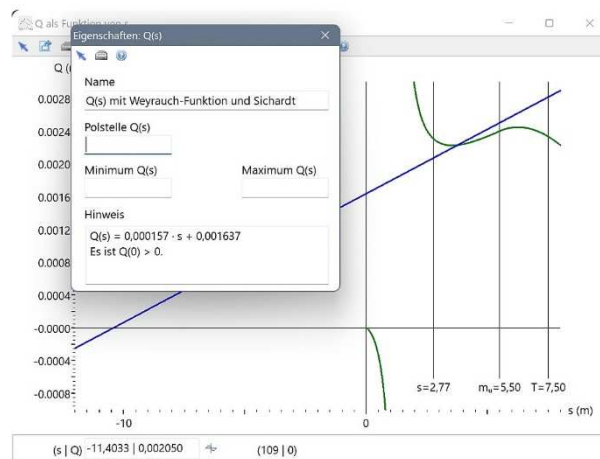 Q als Funktion von s
Eigenschaften: Q(s)
Name
Q(s) mit Weyrauch-Funktion und Sichardt
Polstelle Q(s)
Minimum Q(s)
Maximum Q(s)
Hinweis
Q(s) = 0,000157 · s + 0,001637
Es ist Q(0) > 0.
Q (
0.0028
0.0024
0.0020
0.0016
0.0012
0.0008
0.0004
-0.0000
-0.0004
-0.0008
s=2,77
mᵤ=5,50
T=7,50
-10
0
s (m)
(s | Q) -11,4033 | 0,002050
(109 | 0)